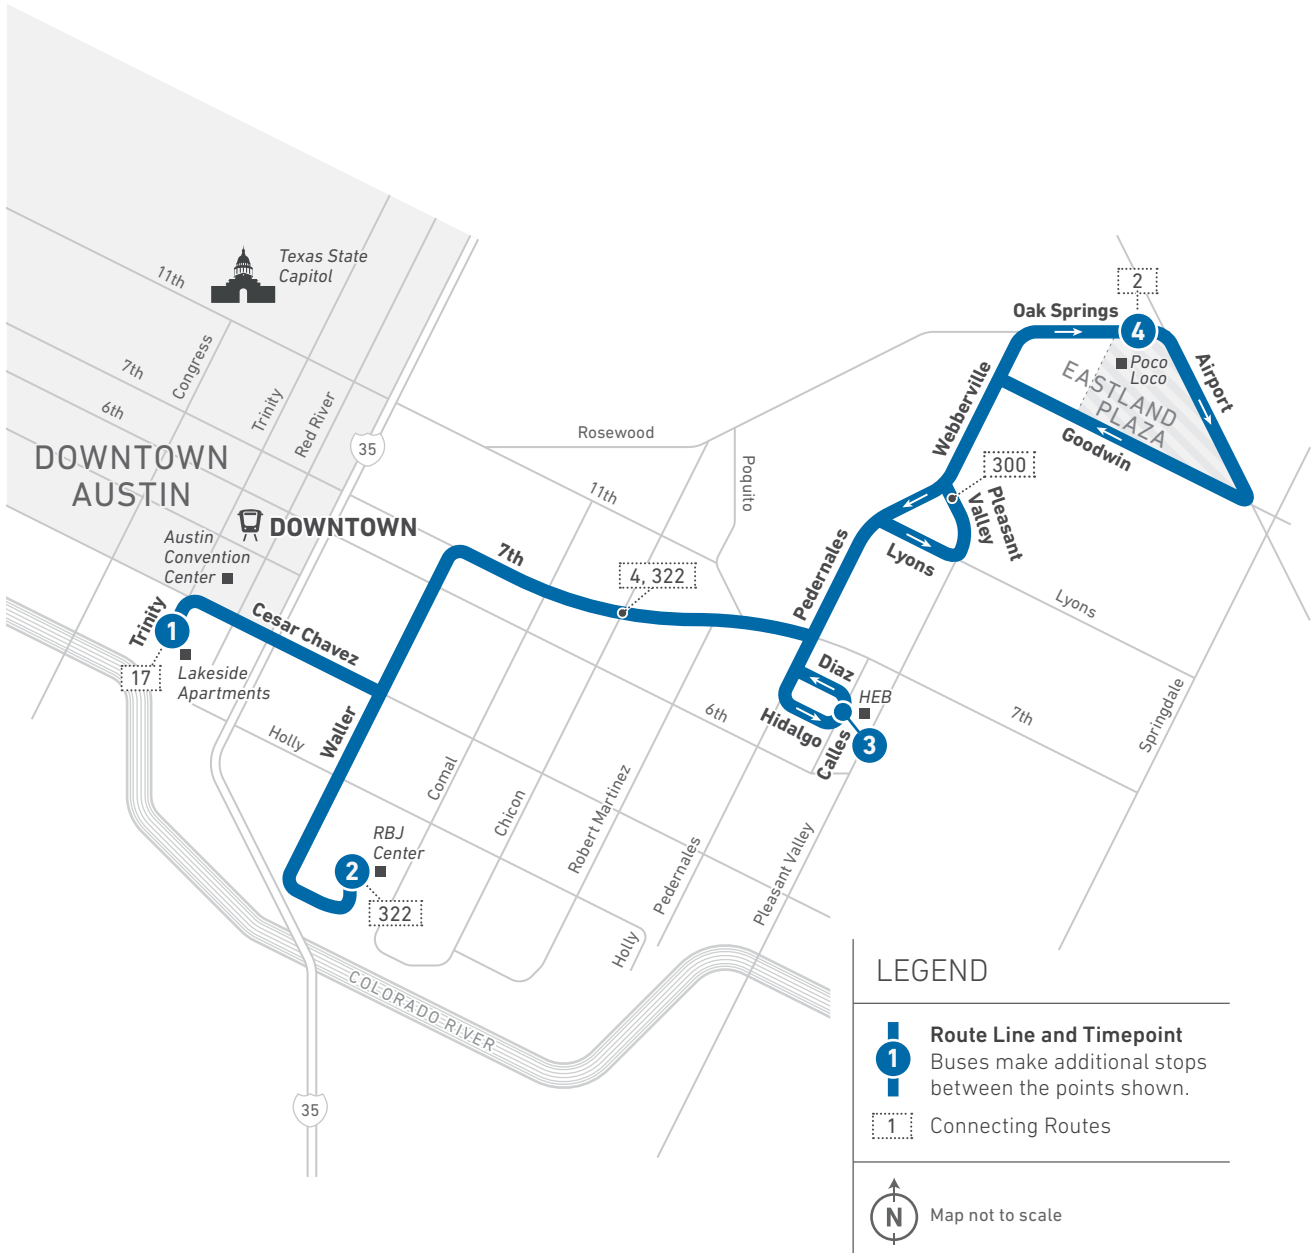 Texas State
Capitol
11th
7th
6th
Congress
Trinity
Red River
35
DOWNTOWN
AUSTIN
DOWNTOWN
Austin
Convention
Center
Trinity
1
17
Lakeside
Apartments
Cesar Chavez
Holly
Waller
RBJ
Center
2
322
Comal
Chicon
Robert Martinez
Pedernales
Holly
Pleasant Valley
COLORADO RIVER
35
7th
4, 322
Rosewood
11th
Poquito
6th
Pedernales
Diaz
Hidalgo
Calles
HEB
3
7th
Springdale
Lyons
Lyons
Pleasant
Valley
300
Webberville
Oak Springs
2
4
Poco
Loco
EASTLAND
PLAZA
Airport
Goodwin
LEGEND
1
Route Line and Timepoint
Buses make additional stops
between the points shown.
1
Connecting Routes
N
Map not to scale